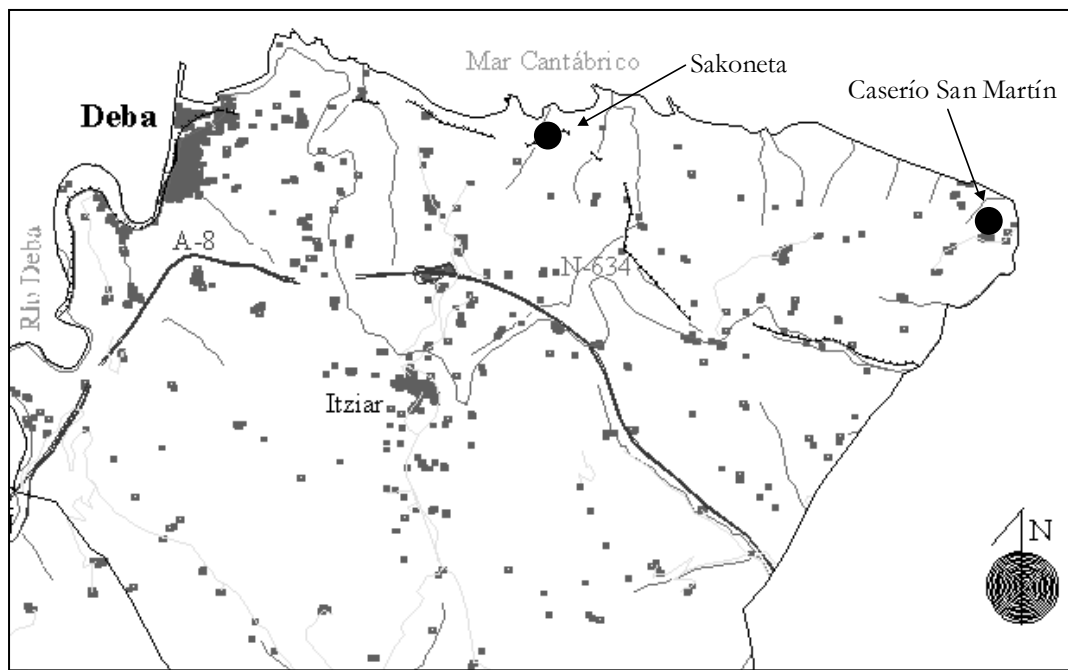 Mar Cantábrico
Sakoneta
Caserío San Martín
Deba
Río Deba
A-8
N-634
Itziar
N